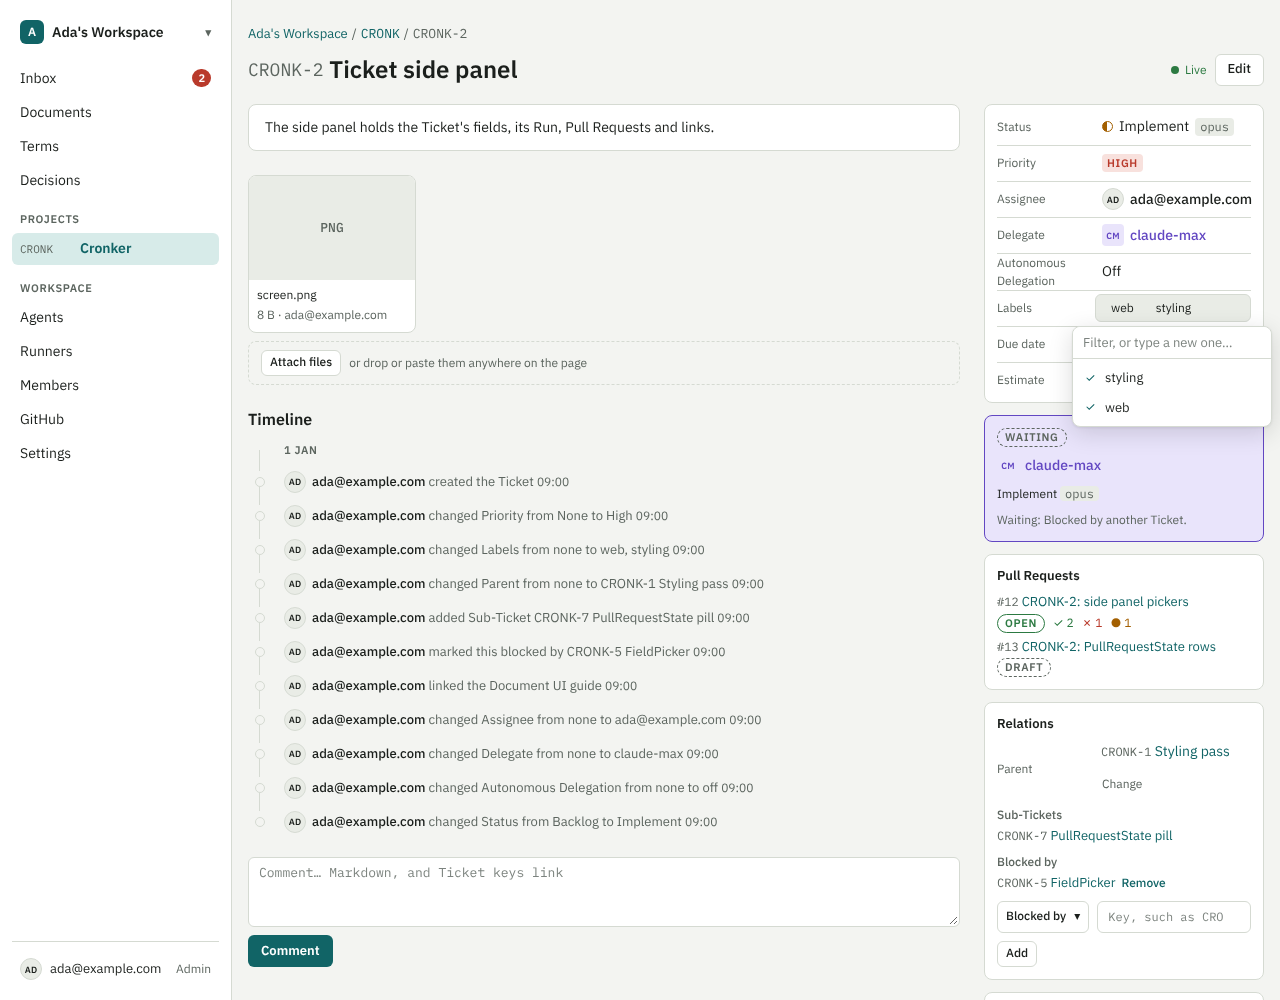 A Ada's Workspace ▾
Inbox 2
Documents
Terms
Decisions
PROJECTS
CRONK Cronker
WORKSPACE
Agents
Runners
Members
GitHub
Settings
AD ada@example.com Admin
Ada's Workspace / CRONK / CRONK-2
CRONK-2 Ticket side panel
Live
Edit
The side panel holds the Ticket's fields, its Run, Pull Requests and links.
PNG
screen.png
8 B · ada@example.com
Attach files or drop or paste them anywhere on the page
Timeline
1 JAN
AD ada@example.com created the Ticket 09:00
AD ada@example.com changed Priority from None to High 09:00
AD ada@example.com changed Labels from none to web, styling 09:00
AD ada@example.com changed Parent from none to CRONK-1 Styling pass 09:00
AD ada@example.com added Sub-Ticket CRONK-7 PullRequestState pill 09:00
AD ada@example.com marked this blocked by CRONK-5 FieldPicker 09:00
AD ada@example.com linked the Document UI guide 09:00
AD ada@example.com changed Assignee from none to ada@example.com 09:00
AD ada@example.com changed Delegate from none to claude-max 09:00
AD ada@example.com changed Autonomous Delegation from none to off 09:00
AD ada@example.com changed Status from Backlog to Implement 09:00
Comment… Markdown, and Ticket keys link
Comment
Status Implement opus
Priority HIGH
Assignee AD ada@example.com
Delegate CM claude-max
Autonomous Delegation Off
Labels web styling
Due date
Estimate
Filter, or type a new one…
✓ styling
✓ web
WAITING
CM claude-max
Implement opus
Waiting: Blocked by another Ticket.
Pull Requests
#12 CRONK-2: side panel pickers
OPEN ✓ 2 × 1 ● 1
#13 CRONK-2: PullRequestState rows
DRAFT
Relations
Parent CRONK-1 Styling pass
Change
Sub-Tickets
CRONK-7 PullRequestState pill
Blocked by
CRONK-5 FieldPicker Remove
Blocked by ▾ Key, such as CRO
Add